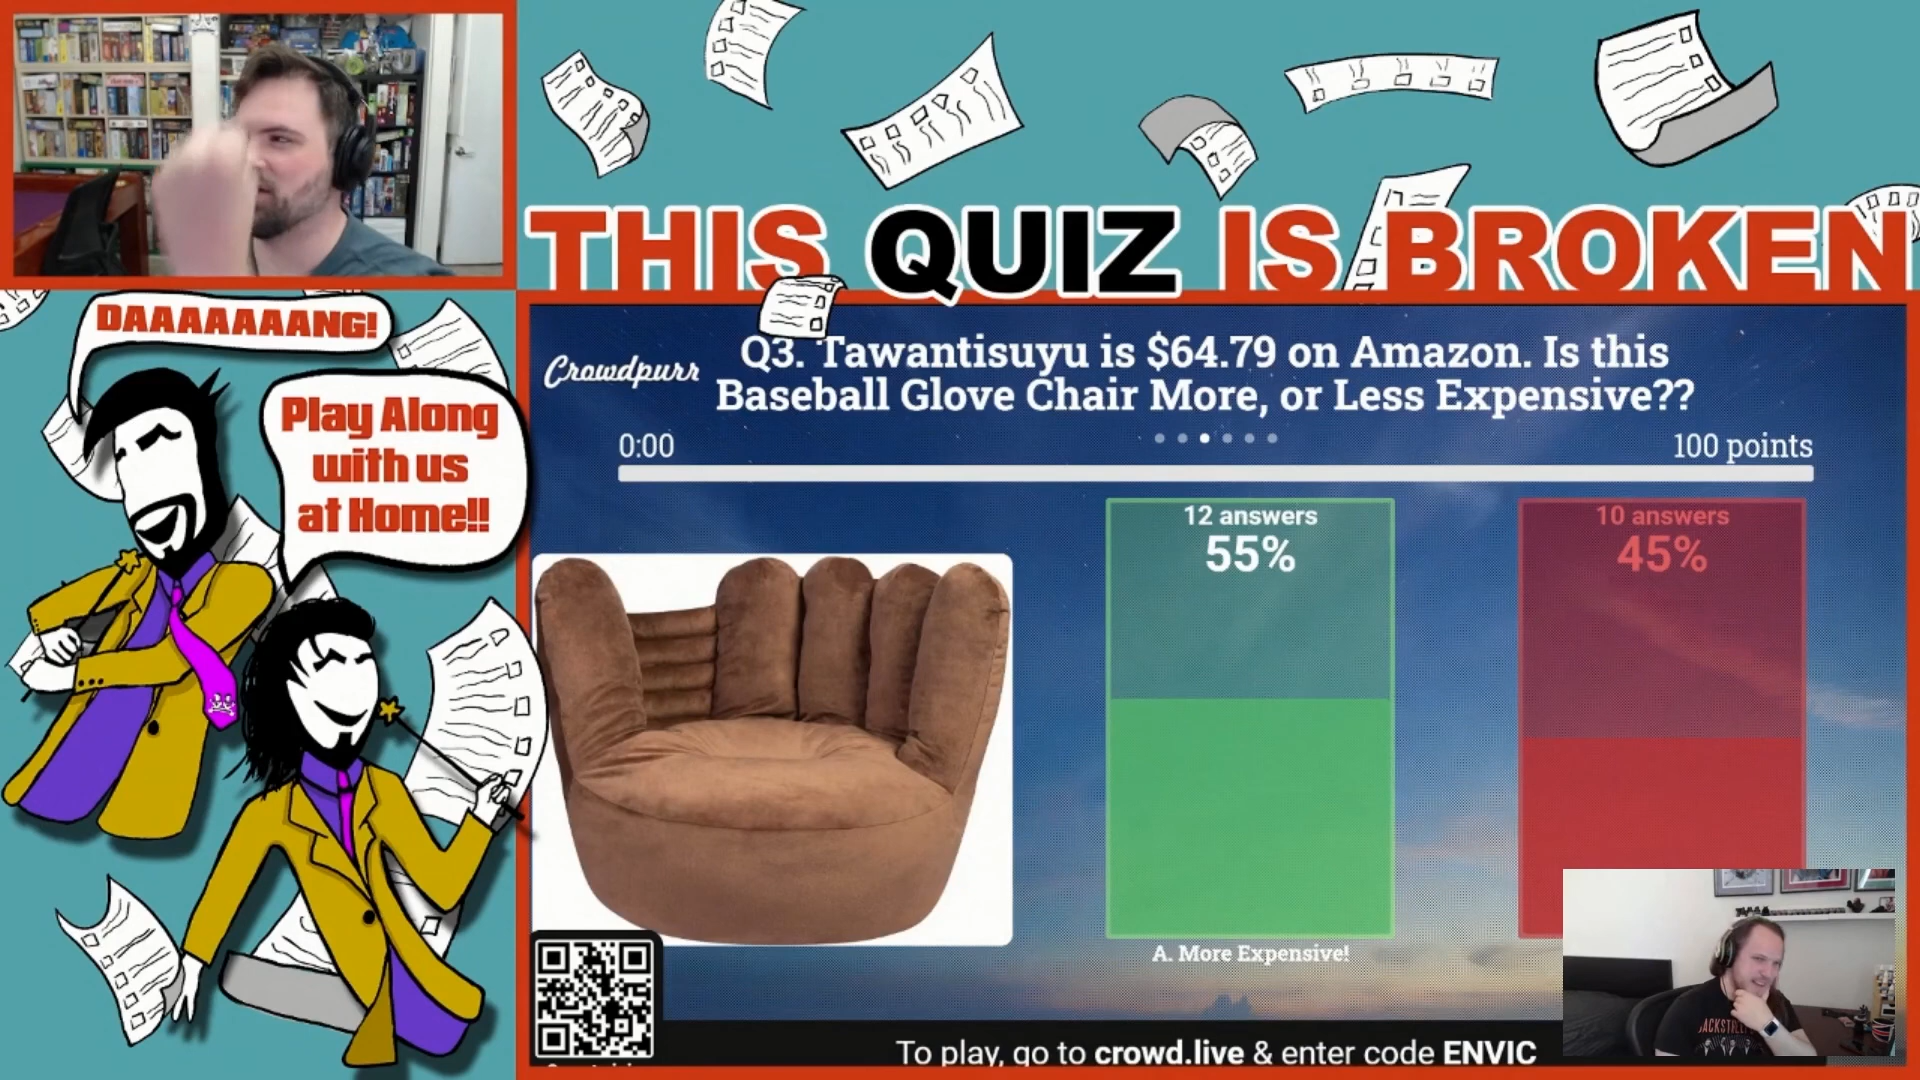 THIS QUIZ IS BROKEN
DAAAAAAANG!
Play Along
with us
at Home!!
Crowdpurr
Q3. Tawantisuyu is $64.79 on Amazon. Is this
Baseball Glove Chair More, or Less Expensive??
0:00
100 points
12 answers
55%
10 answers
45%
A. More Expensive!
To play, go to crowd.live & enter code ENVIC